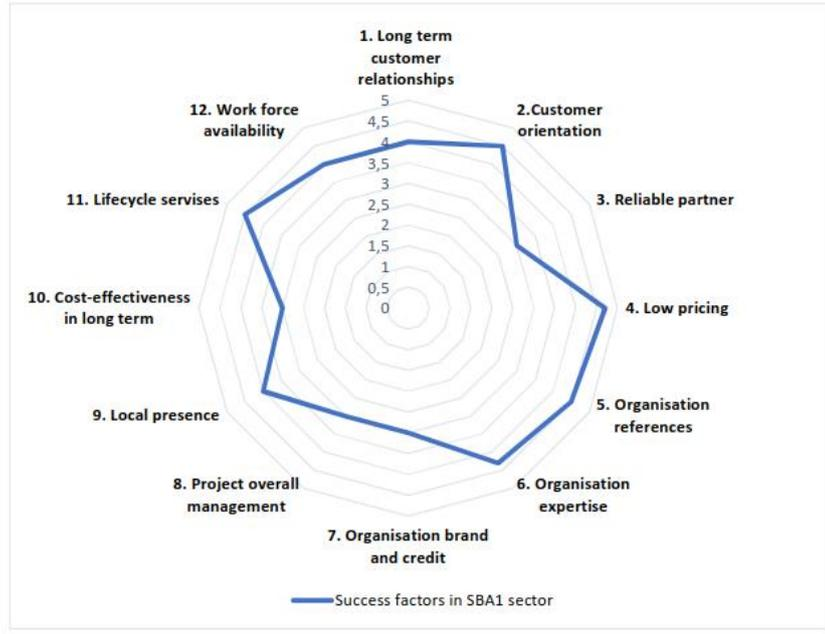 1. Long term
customer
relationships
2.Customer
orientation
3. Reliable partner
4. Low pricing
5. Organisation
references
6. Organisation
expertise
7. Organisation brand
and credit
8. Project overall
management
9. Local presence
10. Cost-effectiveness
in long term
11. Lifecycle servises
12. Work force
availability
5
4,5
4
3,5
3
2,5
2
1,5
1
0,5
0
Success factors in SBA1 sector